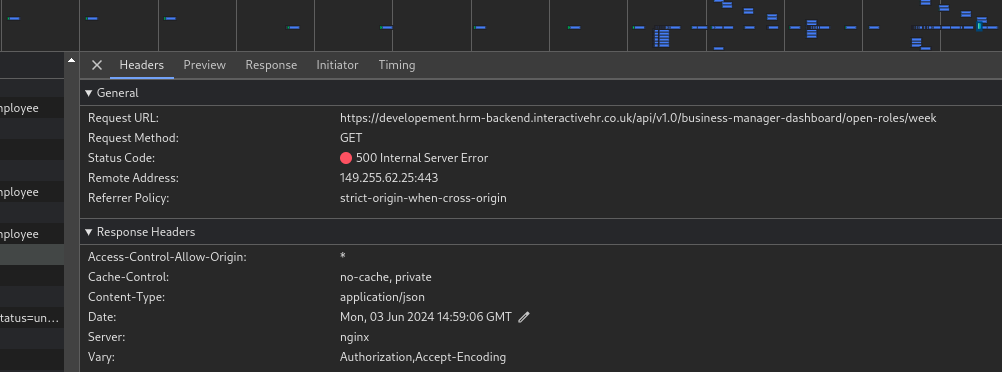 Headers Preview Response Initiator Timing
General
Request URL: https://developement.hrm-backend.interactivehr.co.uk/api/v1.0/business-manager-dashboard/open-roles/week
nployee
Request Method: GET
Status Code: 500 Internal Server Error
Remote Address: 149.255.62.25:443
nployee
Referrer Policy: strict-origin-when-cross-origin
nployee
Response Headers
Access-Control-Allow-Origin: *
Cache-Control: no-cache, private
Content-Type: application/json
tatus=un...
Date: Mon, 03 Jun 2024 14:59:06 GMT
Server: nginx
Vary: Authorization,Accept-Encoding